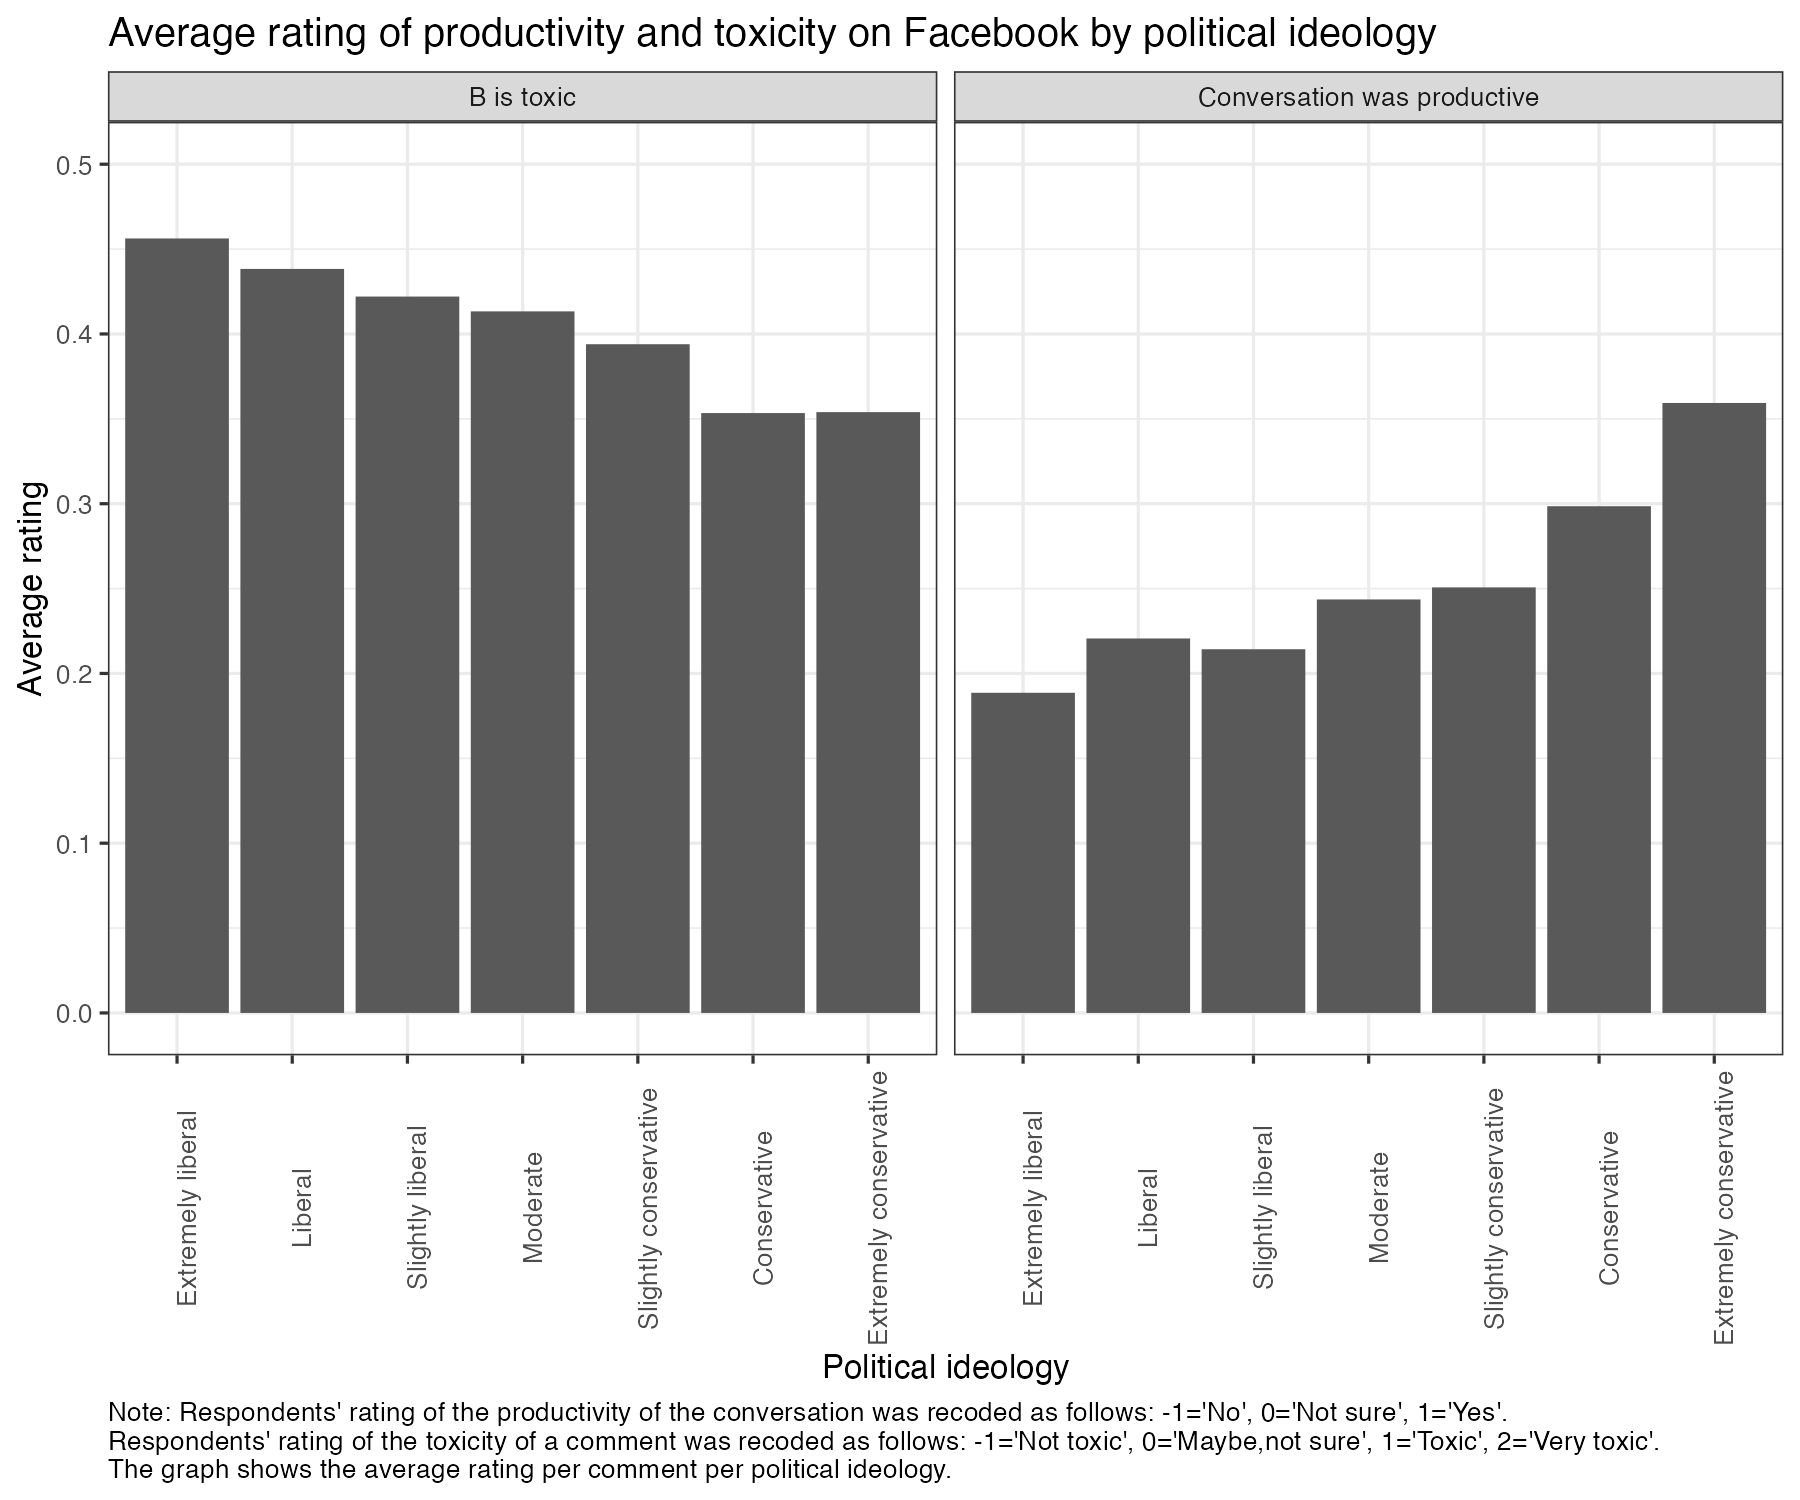 Average rating of productivity and toxicity on Facebook by political ideology
B is toxic
Conversation was productive
Average rating
0.5
0.4
0.3
0.2
0.1
0.0
Extremely liberal
Liberal
Slightly liberal
Moderate
Slightly conservative
Conservative
Extremely conservative
Extremely liberal
Liberal
Slightly liberal
Moderate
Slightly conservative
Conservative
Extremely conservative
Political ideology
Note: Respondents' rating of the productivity of the conversation was recoded as follows: -1='No', 0='Not sure', 1='Yes'.
Respondents' rating of the toxicity of a comment was recoded as follows: -1='Not toxic', 0='Maybe,not sure', 1='Toxic', 2='Very toxic'.
The graph shows the average rating per comment per political ideology.